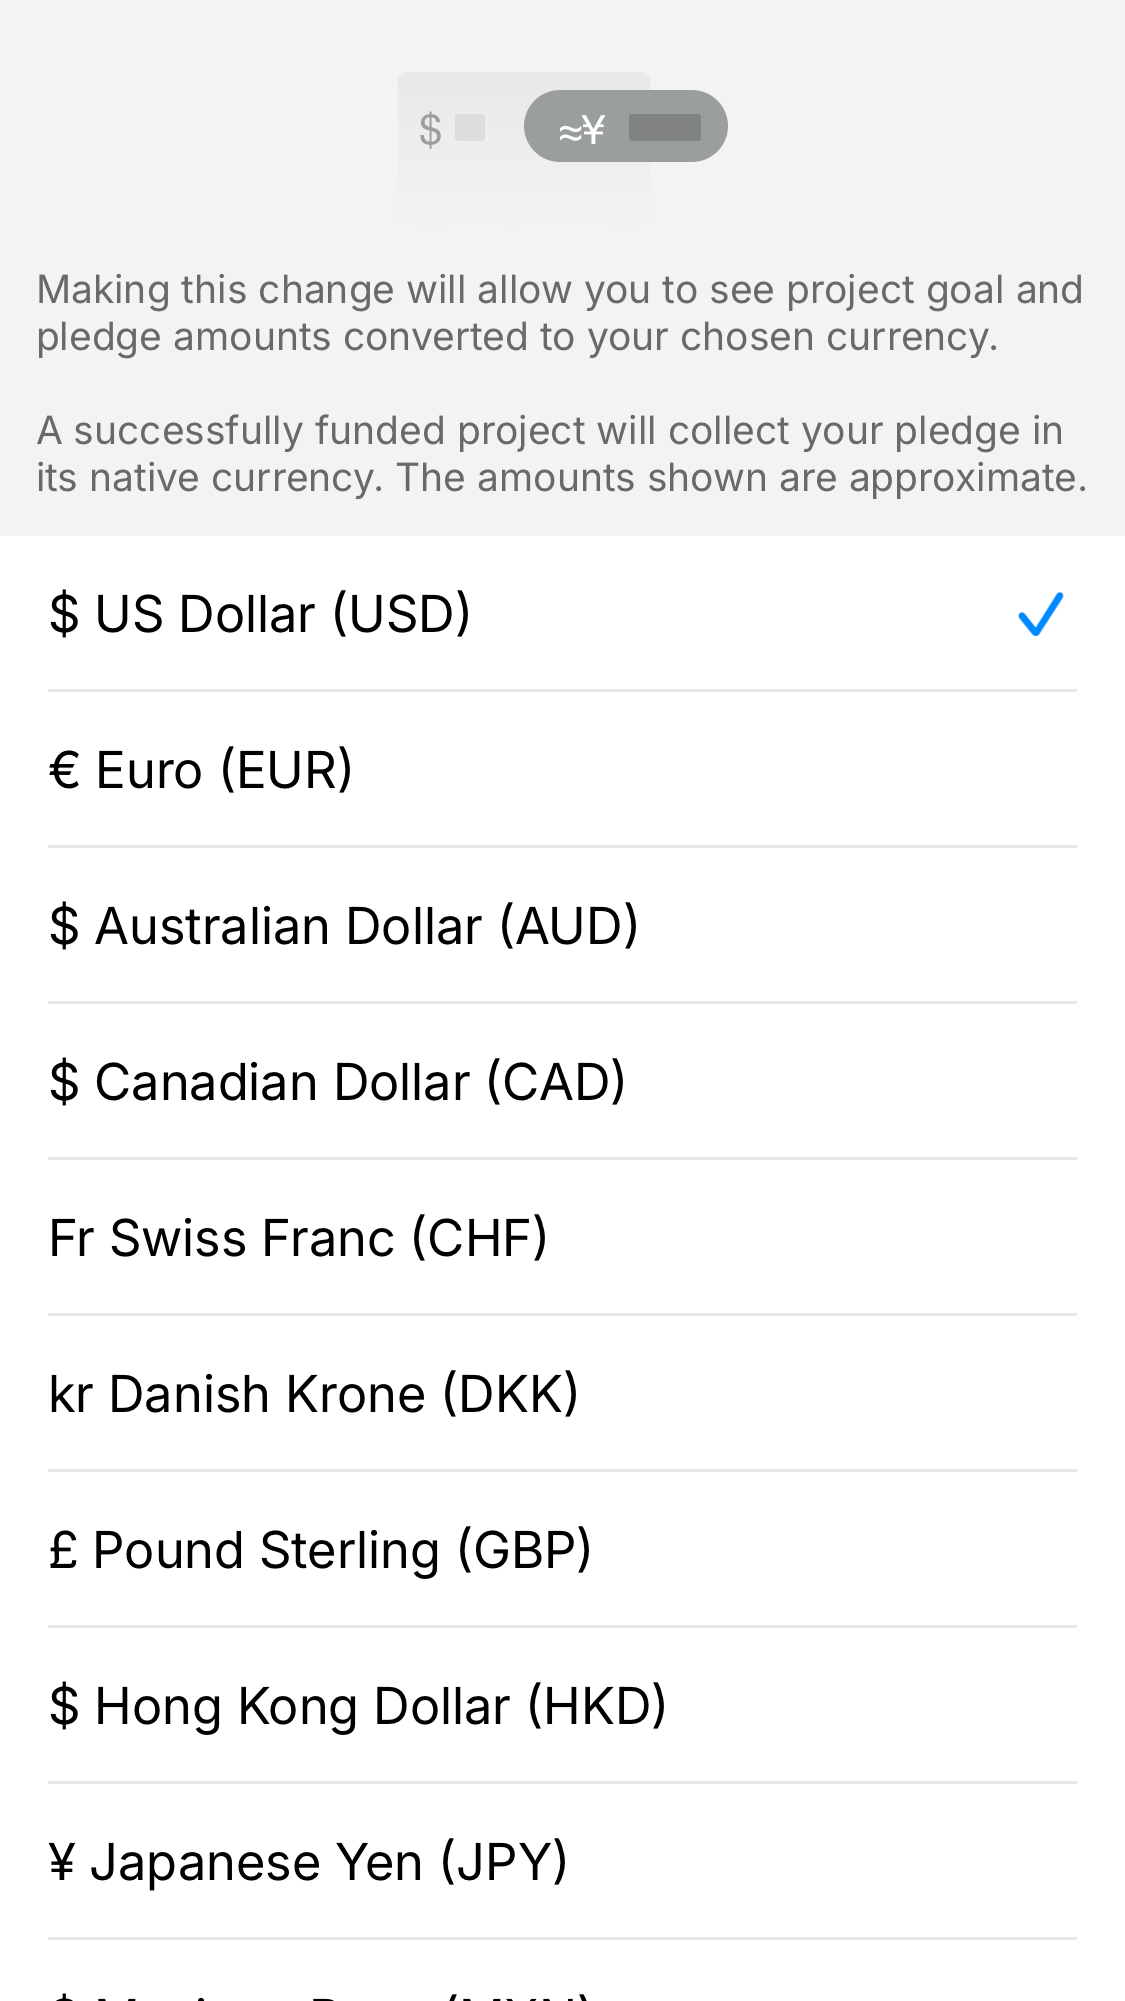 $ ≈¥
Making this change will allow you to see project goal and
pledge amounts converted to your chosen currency.
A successfully funded project will collect your pledge in
its native currency. The amounts shown are approximate.
$ US Dollar (USD)
€ Euro (EUR)
$ Australian Dollar (AUD)
$ Canadian Dollar (CAD)
Fr Swiss Franc (CHF)
kr Danish Krone (DKK)
£ Pound Sterling (GBP)
$ Hong Kong Dollar (HKD)
¥ Japanese Yen (JPY)